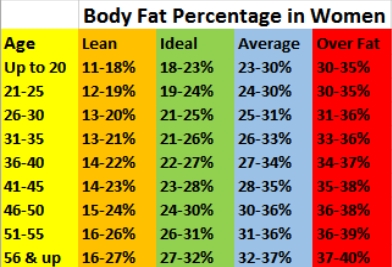 Body Fat Percentage in Women
Age Lean Ideal Average Over Fat
Up to 20 11-18% 18-23% 23-30% 30-35%
21-25 12-19% 19-24% 24-30% 30-35%
26-30 13-20% 21-25% 25-31% 31-36%
31-35 13-21% 21-26% 26-33% 33-36%
36-40 14-22% 22-27% 27-34% 34-37%
41-45 14-23% 23-28% 28-35% 35-38%
46-50 15-24% 24-30% 30-36% 36-38%
51-55 16-26% 26-31% 31-36% 36-39%
56 & up 16-27% 27-32% 32-37% 37-40%